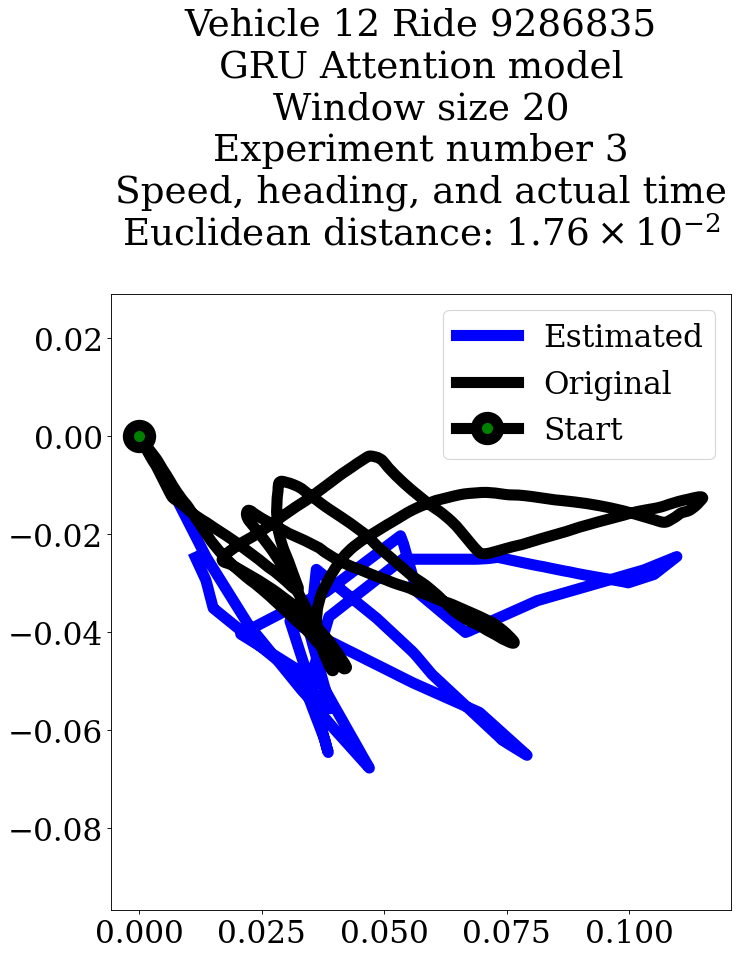 Vehicle 12 Ride 9286835
GRU Attention model
Window size 20
Experiment number 3
Speed, heading, and actual time
Euclidean distance: 1.76 × 10⁻²
Estimated
Original
Start
0.02
0.00
−0.02
−0.04
−0.06
−0.08
0.000 0.025 0.050 0.075 0.100